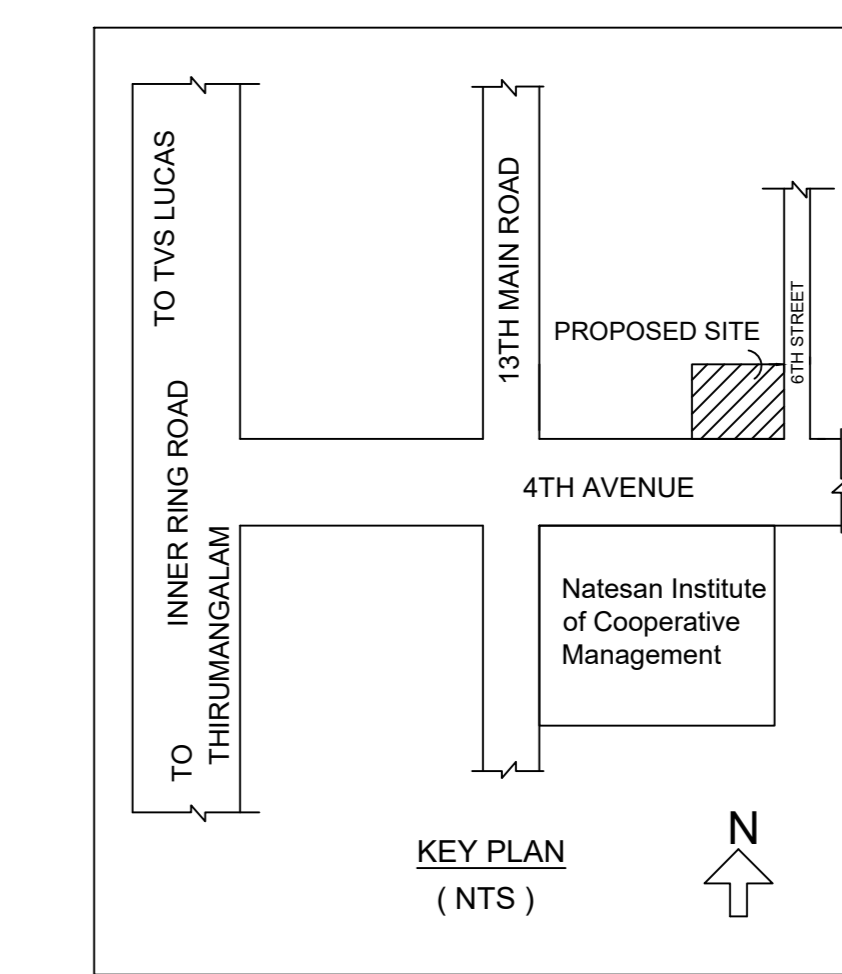 TO TVS LUCAS
INNER RING ROAD
TO
THIRUMANGALAM
13TH MAIN ROAD
PROPOSED SITE
6TH STREET
4TH AVENUE
Natesan Institute
of Cooperative
Management
KEY PLAN
( NTS )
N